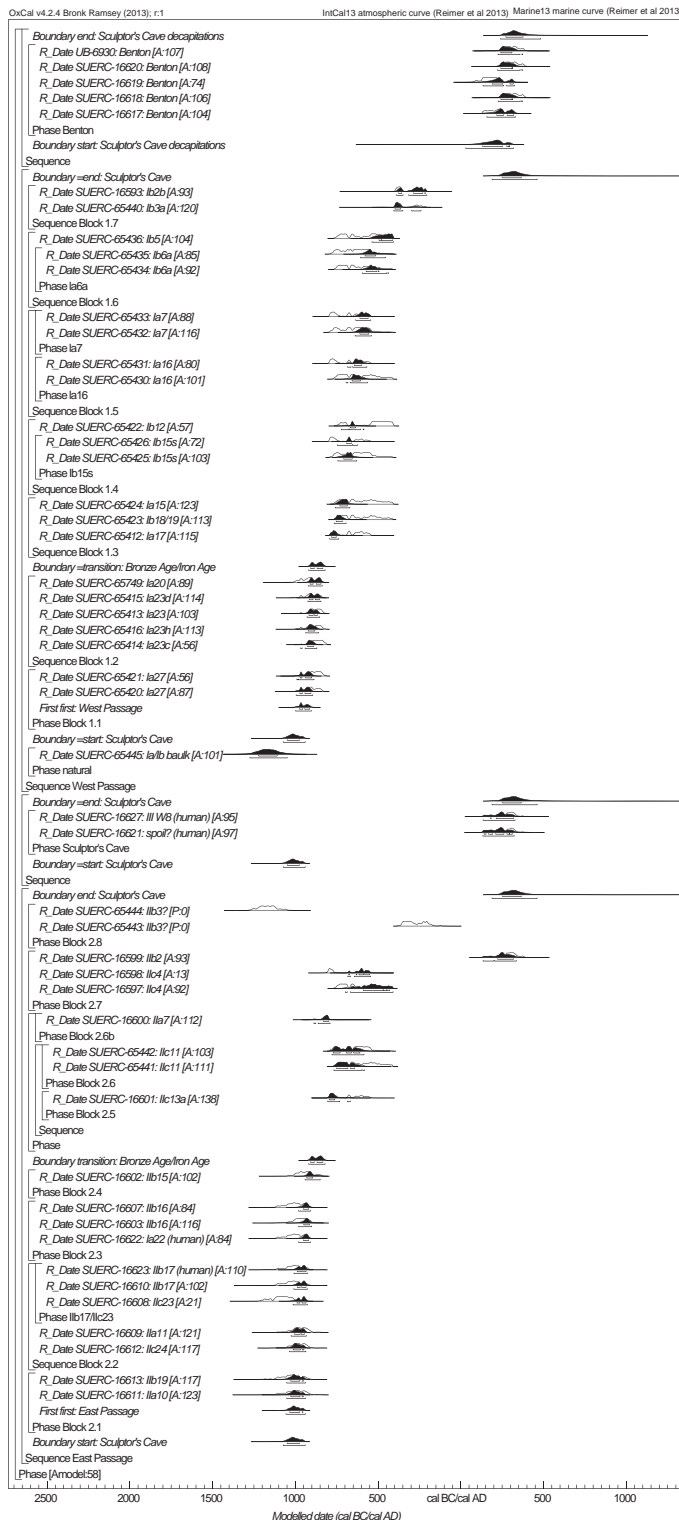 OxCal v4.2.4 Bronk Ramsey (2013); r:1 IntCal13 atmospheric curve (Reimer et al 2013) Marine13 marine curve (Reimer et al 2013
Boundary end: Sculptor's Cave decapitations
R_Date UB-6930: Benton [A:107]
R_Date SUERC-16620: Benton [A:108]
R_Date SUERC-16619: Benton [A:74]
R_Date SUERC-16618: Benton [A:106]
R_Date SUERC-16617: Benton [A:104]
Phase Benton
Boundary start: Sculptor's Cave decapitations
Sequence
Boundary =end: Sculptor's Cave
R_Date SUERC-16593: Ib2b [A:93]
R_Date SUERC-65440: Ib3a [A:120]
Sequence Block 1.7
R_Date SUERC-65436: Ib5 [A:104]
R_Date SUERC-65435: Ib6a [A:85]
R_Date SUERC-65434: Ib6a [A:92]
Phase Ia6a
Sequence Block 1.6
R_Date SUERC-65433: Ia7 [A:88]
R_Date SUERC-65432: Ia7 [A:116]
Phase Ia7
R_Date SUERC-65431: Ia16 [A:80]
R_Date SUERC-65430: Ia16 [A:101]
Phase Ia16
Sequence Block 1.5
R_Date SUERC-65422: Ib12 [A:57]
R_Date SUERC-65426: Ib15s [A:72]
R_Date SUERC-65425: Ib15s [A:103]
Phase Ib15s
Sequence Block 1.4
R_Date SUERC-65424: Ia15 [A:123]
R_Date SUERC-65423: Ib18/19 [A:113]
R_Date SUERC-65412: Ia17 [A:115]
Sequence Block 1.3
Boundary =transition: Bronze Age/Iron Age
R_Date SUERC-65749: Ia20 [A:89]
R_Date SUERC-65415: Ia23d [A:114]
R_Date SUERC-65413: Ia23 [A:103]
R_Date SUERC-65416: Ia23h [A:113]
R_Date SUERC-65414: Ia23c [A:56]
Sequence Block 1.2
R_Date SUERC-65421: Ia27 [A:56]
R_Date SUERC-65420: Ia27 [A:87]
First first: West Passage
Phase Block 1.1
Boundary =start: Sculptor's Cave
R_Date SUERC-65445: Ia/Ib baulk [A:101]
Phase natural
Sequence West Passage
Boundary =end: Sculptor's Cave
R_Date SUERC-16627: III W8 (human) [A:95]
R_Date SUERC-16621: spoil? (human) [A:97]
Phase Sculptor's Cave
Boundary =start: Sculptor's Cave
Sequence
Boundary end: Sculptor's Cave
R_Date SUERC-65444: IIb3? [P:0]
R_Date SUERC-65443: IIb3? [P:0]
Phase Block 2.8
R_Date SUERC-16599: IIb2 [A:93]
R_Date SUERC-16598: IIc4 [A:13]
R_Date SUERC-16597: IIc4 [A:92]
Phase Block 2.7
R_Date SUERC-16600: IIa7 [A:112]
Phase Block 2.6b
R_Date SUERC-65442: IIc11 [A:103]
R_Date SUERC-65441: IIc11 [A:111]
Phase Block 2.6
R_Date SUERC-16601: IIc13a [A:138]
Phase Block 2.5
Sequence
Phase
Boundary transition: Bronze Age/Iron Age
R_Date SUERC-16602: IIb15 [A:102]
Phase Block 2.4
R_Date SUERC-16607: IIb16 [A:84]
R_Date SUERC-16603: IIb16 [A:116]
R_Date SUERC-16622: Ia22 (human) [A:84]
Phase Block 2.3
R_Date SUERC-16623: IIb17 (human) [A:110]
R_Date SUERC-16610: IIb17 [A:102]
R_Date SUERC-16608: IIc23 [A:21]
Phase IIb17/IIc23
R_Date SUERC-16609: IIa11 [A:121]
R_Date SUERC-16612: IIc24 [A:117]
Sequence Block 2.2
R_Date SUERC-16613: IIb19 [A:117]
R_Date SUERC-16611: IIa10 [A:123]
First first: East Passage
Phase Block 2.1
Boundary start: Sculptor's Cave
Sequence East Passage
Phase [Amodel:58]
2500 2000 1500 1000 500 cal BC/cal AD 500 1000
Modelled date (cal BC/cal AD)